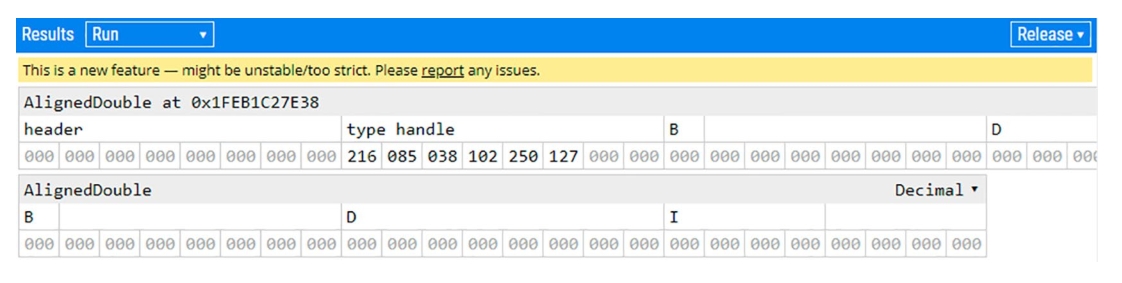 Results Run Release
This is a new feature — might be unstable/too strict. Please report any issues.
AlignedDouble at 0x1FEB1C27E38
header type handle B D
000 000 000 000 000 000 000 000 216 085 038 102 250 127 000 000 000 000 000 000 000 000 000 000 000 000 00
AlignedDouble Decimal
B D I
000 000 000 000 000 000 000 000 000 000 000 000 000 000 000 000 000 000 000 000 000 000 000 000